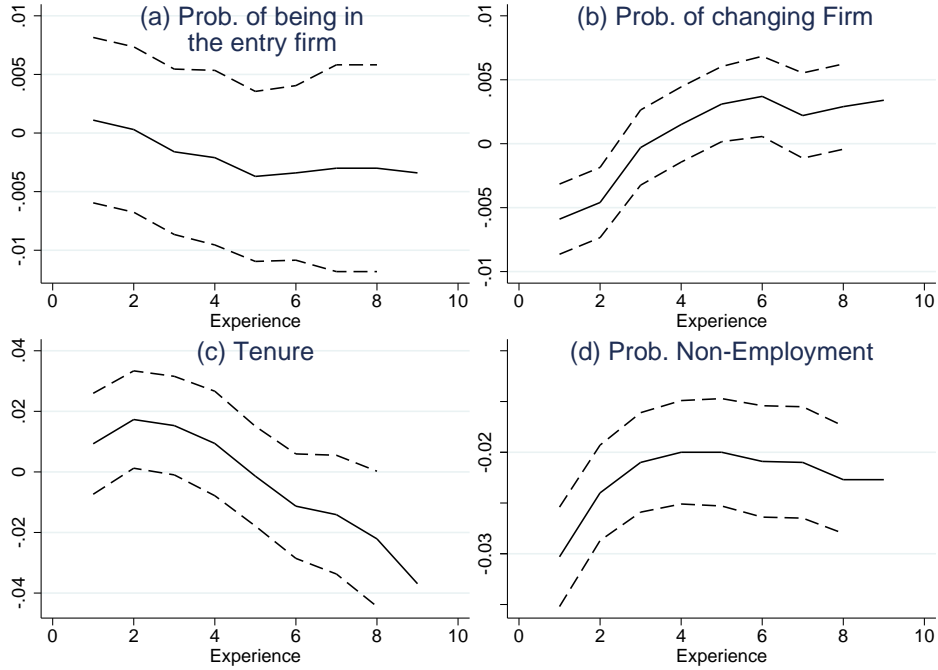 (a) Prob. of being in
the entry firm
.01
.005
0
-.005
-.01
0 2 4 6 8 10
Experience
(b) Prob. of changing Firm
.01
.005
0
-.005
-.01
0 2 4 6 8 10
Experience
(c) Tenure
.04
.02
0
-.02
-.04
0 2 4 6 8 10
Experience
(d) Prob. Non-Employment
-0.02
-0.03
0 2 4 6 8 10
Experience